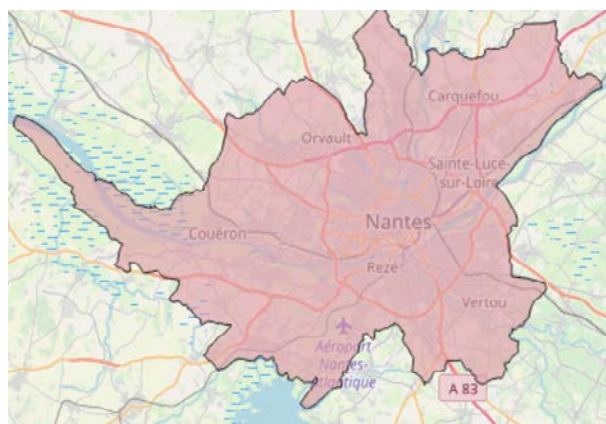 Carquefou
Orvault
Sainte-Luce-
sur-Loire
Nantes
Couëron
Rezé
Vertou
Aéroport
Nantes-
Atlantique
A 83